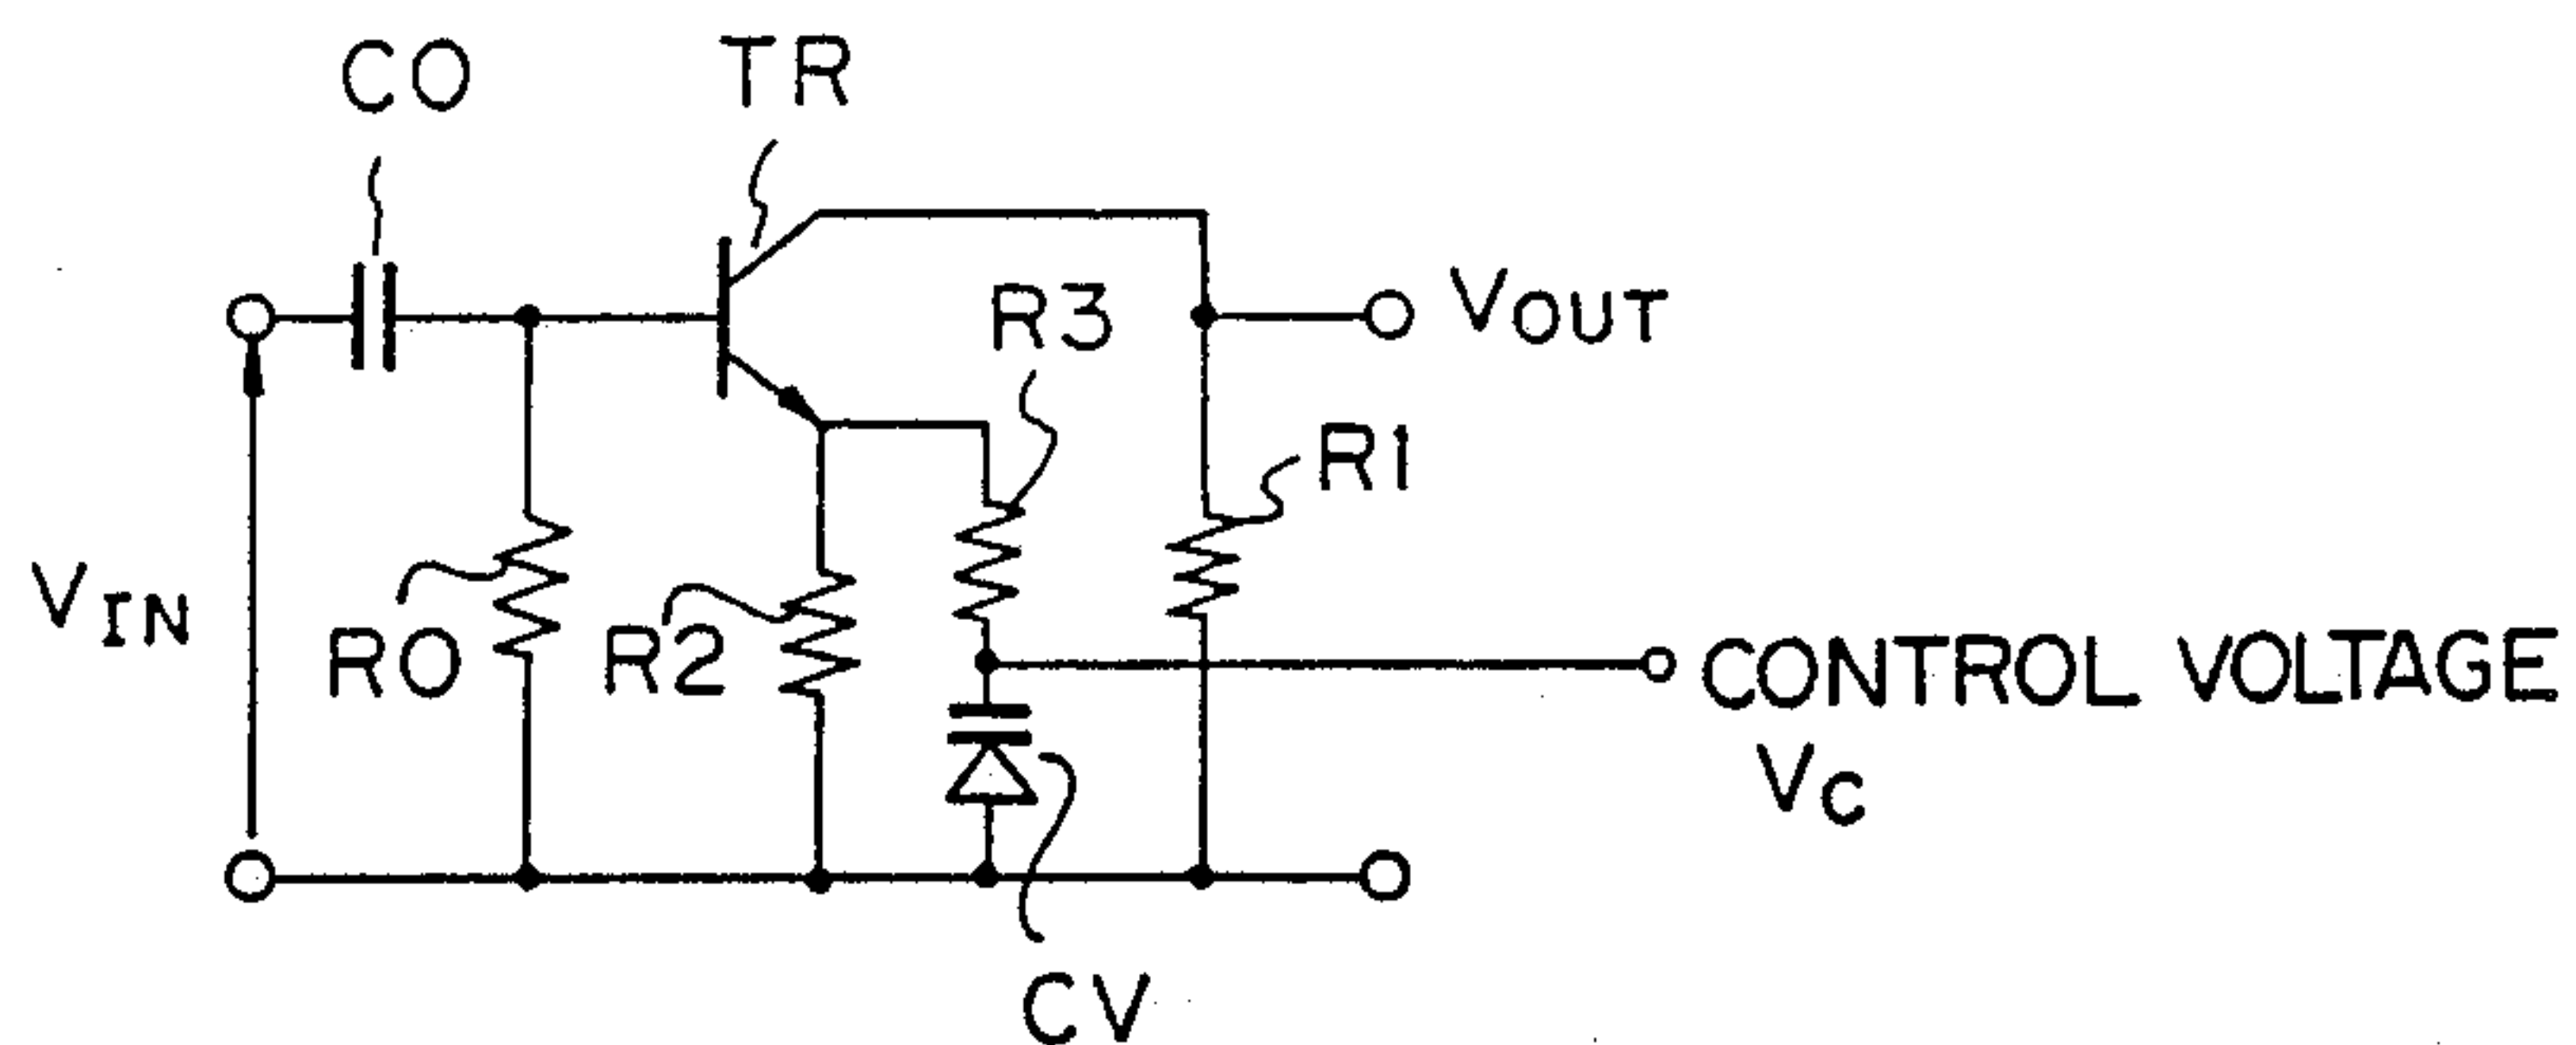 CO
TR
R3
VOUT
R1
VIN
RO
R2
CONTROL VOLTAGE
VC
CV